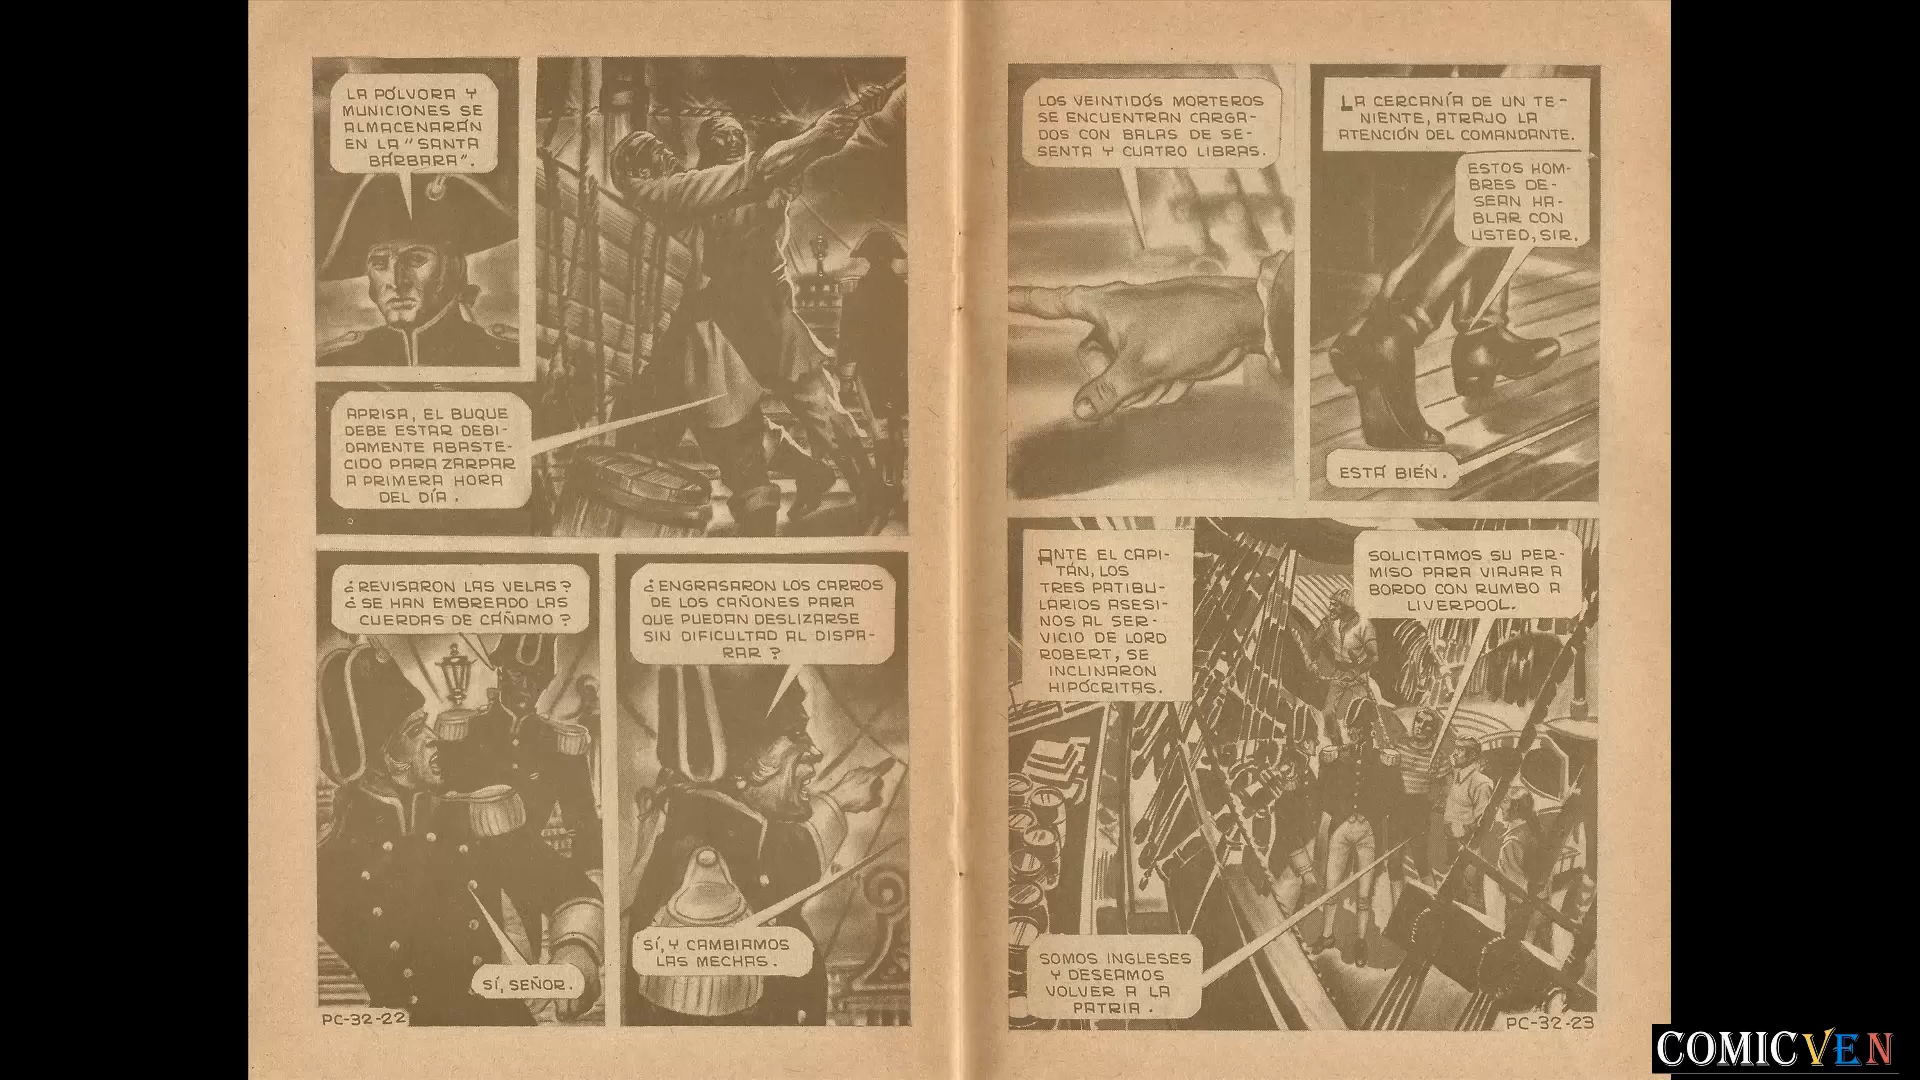 LA PÓLVORA Y
MUNICIONES SE
ALMACENARÁN
EN LA "SANTA
BÁRBARA".
APRISA, EL BUQUE
DEBE ESTAR DEBI-
DAMENTE ABASTE-
CIDO PARA ZARPAR
A PRIMERA HORA
DEL DÍA.
¿REVISARON LAS VELAS?
¿SE HAN EMBREADO LAS
CUERDAS DE CÁÑAMO?
SÍ, SEÑOR.
¿ENGRASARON LOS CARROS
DE LOS CAÑONES PARA
QUE PUEDAN DESLIZARSE
SIN DIFICULTAD AL DISPA-
RAR?
SÍ, Y CAMBIAMOS
LAS MECHAS.
PC-32-22
LOS VEINTIDÓS MORTEROS
SE ENCUENTRAN CARGA-
DOS CON BALAS DE SE-
SENTA Y CUATRO LIBRAS.
LA CERCANÍA DE UN TE-
NIENTE, ATRAJO LA
ATENCIÓN DEL COMANDANTE.
ESTOS HOM-
BRES DE-
SEAN HA-
BLAR CON
USTED, SIR.
ESTÁ BIÉN.
ANTE EL CAPI-
TÁN, LOS
TRES PATIBU-
LARIOS ASESI-
NOS AL SER-
VICIO DE LORD
ROBERT, SE
INCLINARON
HIPÓCRITAS.
SOLICITAMOS SU PER-
MISO PARA VIAJAR A
BORDO CON RUMBO A
LIVERPOOL.
SOMOS INGLESES
Y DESEAMOS
VOLVER A LA
PATRIA.
PC-32-23
COMICVEN